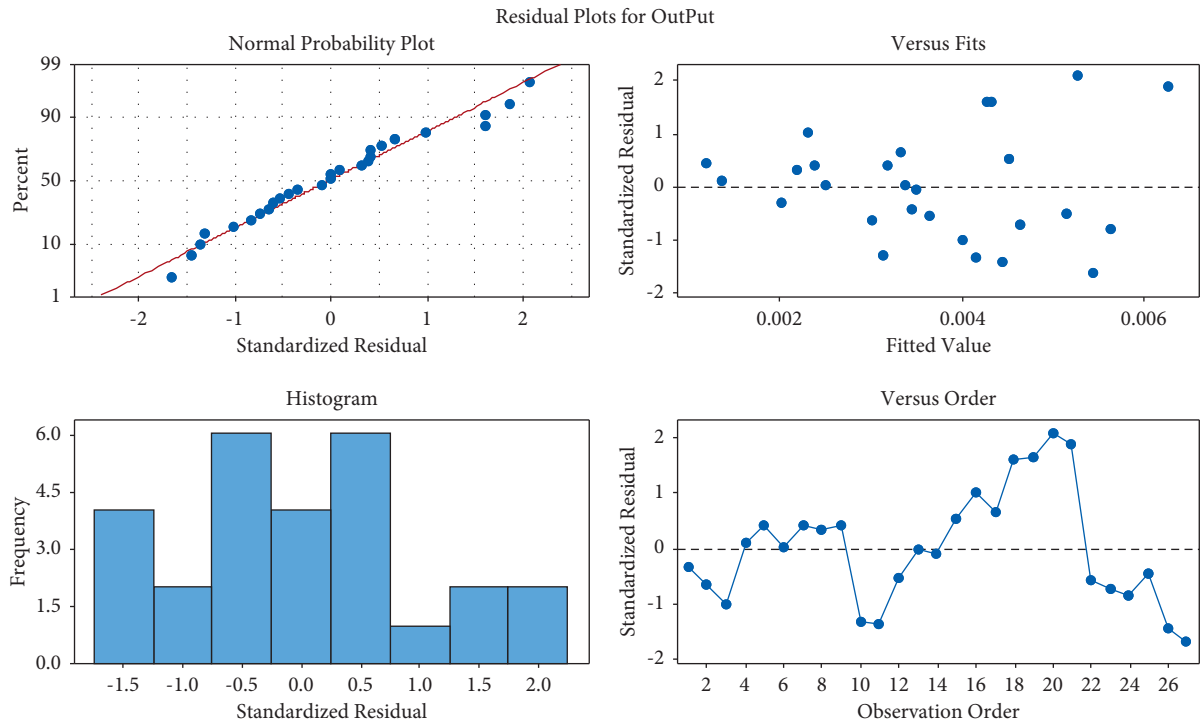 Residual Plots for OutPut
Normal Probability Plot
99
90
50
10
1
Percent
-2 -1 0 1 2
Standardized Residual
Versus Fits
2
1
0
-1
-2
Standardized Residual
0.002 0.004 0.006
Fitted Value
Histogram
6.0
4.5
3.0
1.5
0.0
Frequency
-1.5 -1.0 -0.5 0.0 0.5 1.0 1.5 2.0
Standardized Residual
Versus Order
2
1
0
-1
-2
Standardized Residual
2 4 6 8 10 12 14 16 18 20 22 24 26
Observation Order